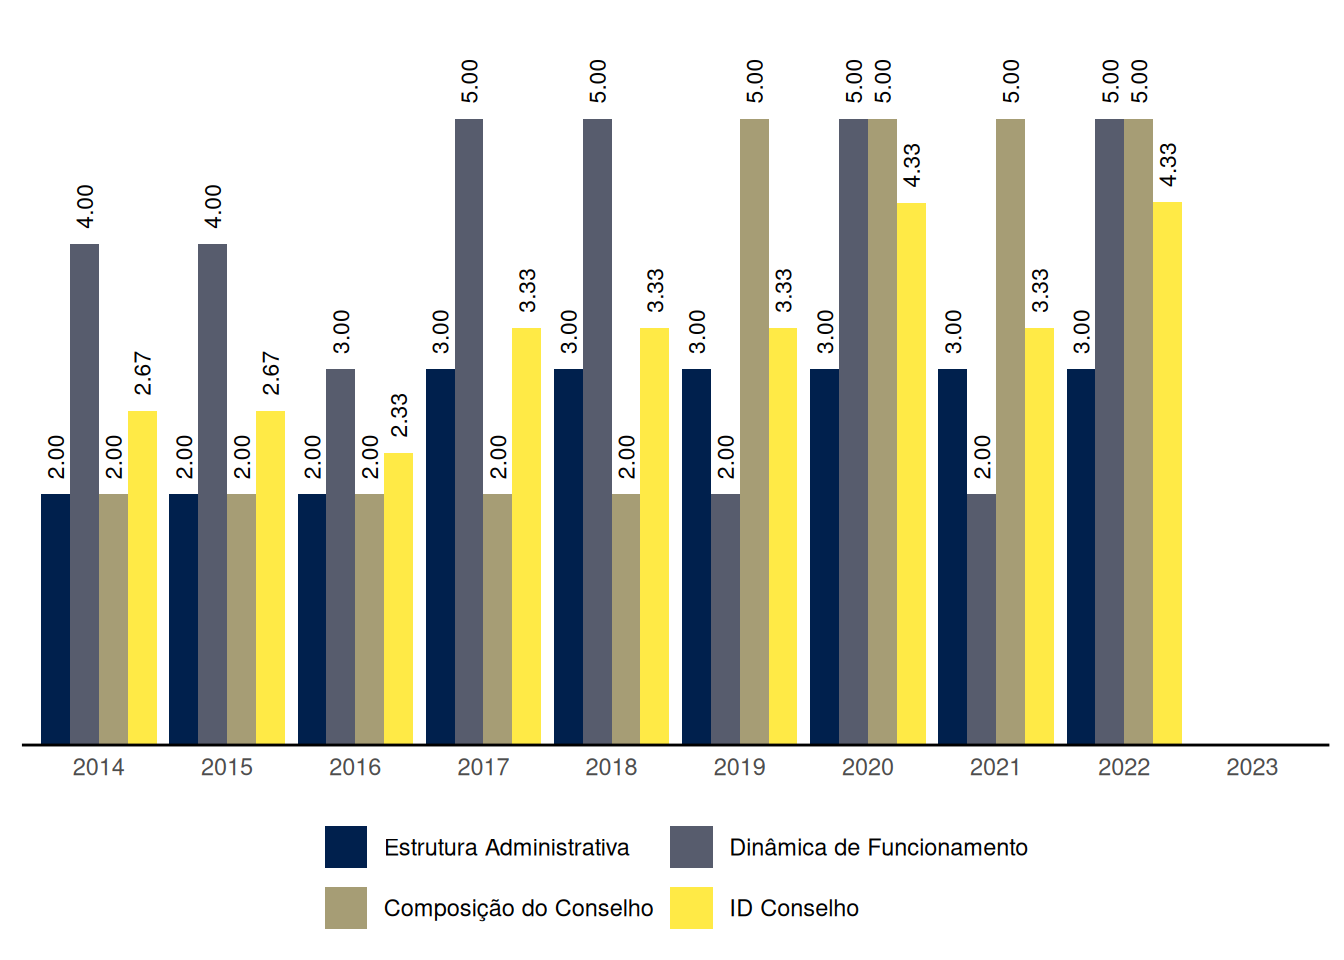 5.00 5.00 5.00 5.00 5.00 5.00 5.00 5.00
4.33 4.33
4.00 4.00
3.33 3.33 3.33 3.33
3.00 3.00 3.00 3.00 3.00 3.00 3.00
2.67 2.67
2.33
2.00 2.00 2.00 2.00 2.00 2.00 2.00 2.00 2.00 2.00
2014 2015 2016 2017 2018 2019 2020 2021 2022 2023
Estrutura Administrativa Dinâmica de Funcionamento
Composição do Conselho ID Conselho